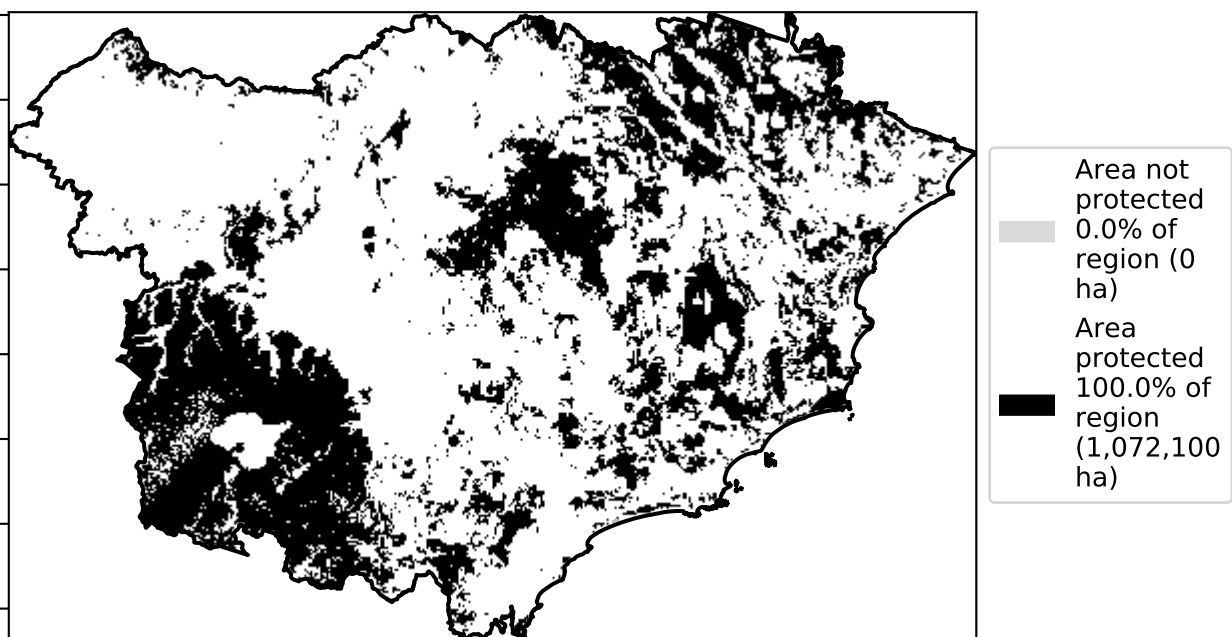 Area not
protected
0.0% of
region (0
ha)
Area
protected
100.0% of
region
(1,072,100
ha)